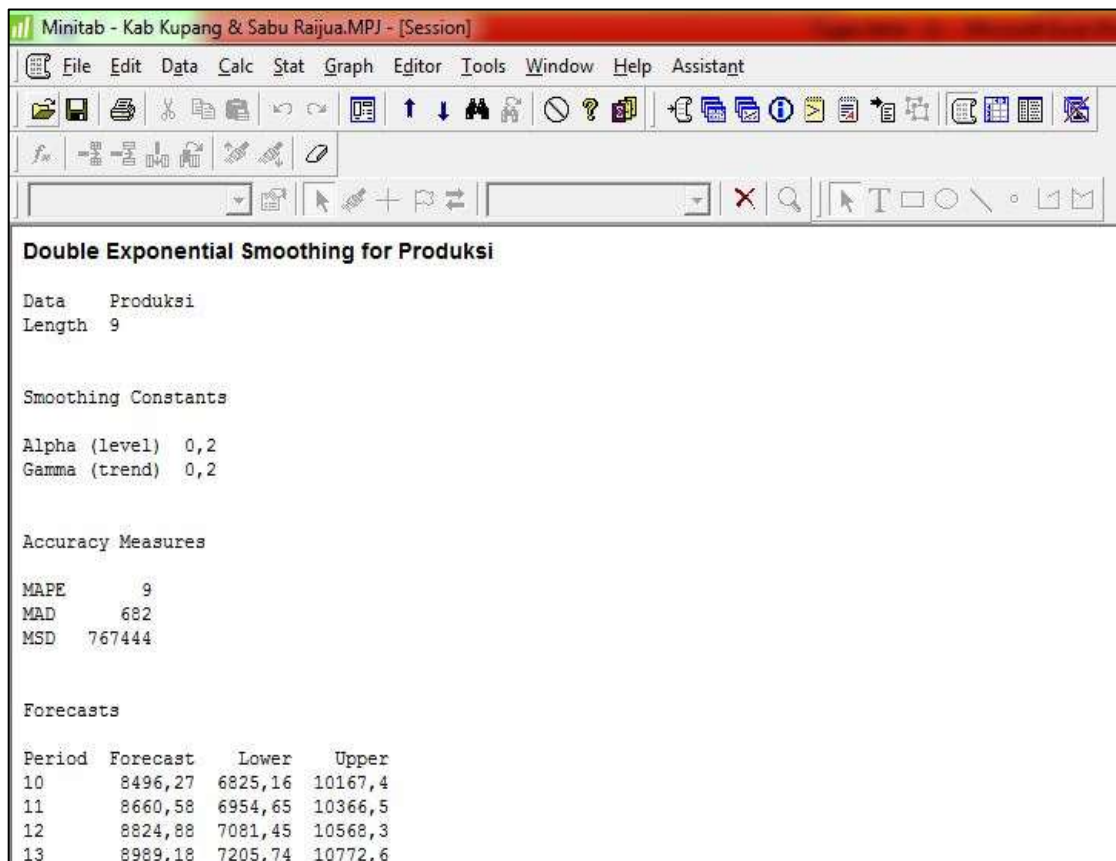 Minitab - Kab Kupang & Sabu Raijua.MPJ - [Session]
File Edit Data Calc Stat Graph Editor Tools Window Help Assistant
Double Exponential Smoothing for Produksi
Data Produksi
Length 9
Smoothing Constants
Alpha (level) 0,2
Gamma (trend) 0,2
Accuracy Measures
MAPE 9
MAD 682
MSD 767444
Forecasts
Period Forecast Lower Upper
10 8496,27 6825,16 10167,4
11 8660,58 6954,65 10366,5
12 8824,88 7081,45 10568,3
13 8989,18 7205,74 10772,6